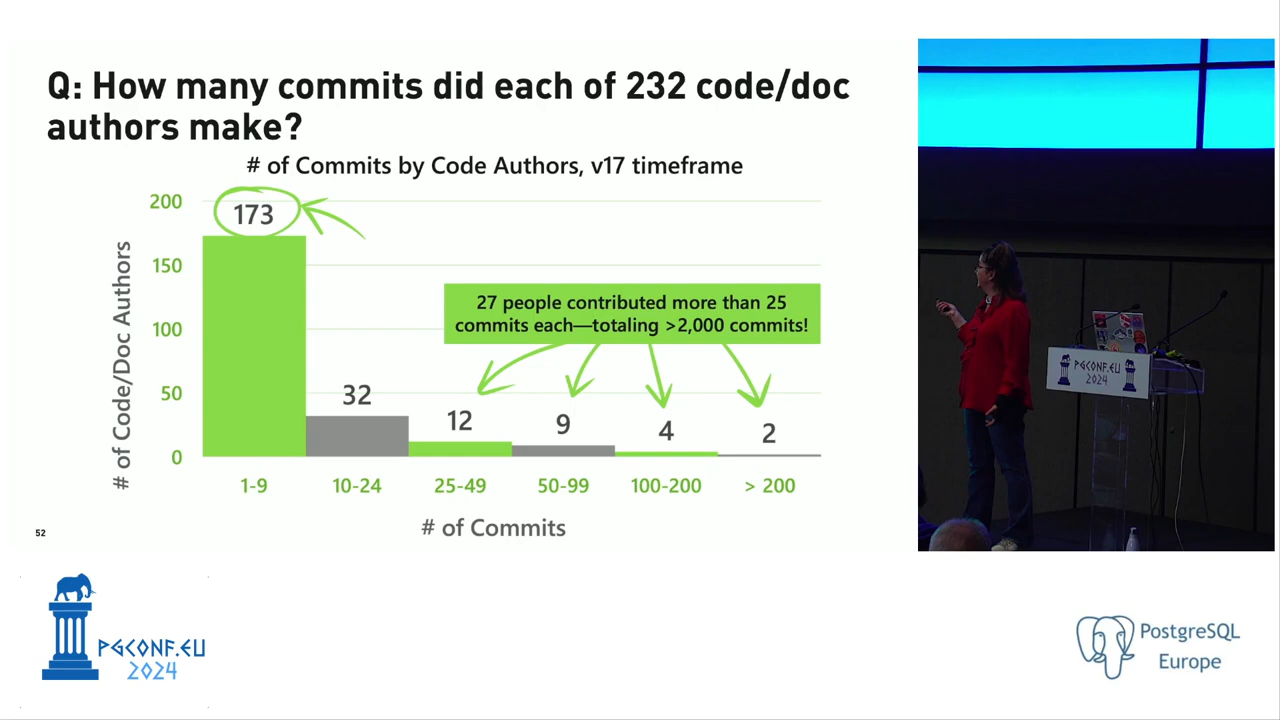 Q: How many commits did each of 232 code/doc
authors make?
# of Commits by Code Authors, v17 timeframe
# of Code/Doc Authors
200
150
100
50
0
173
32
12
9
4
2
27 people contributed more than 25
commits each—totaling >2,000 commits!
1-9
10-24
25-49
50-99
100-200
> 200
# of Commits
52
PGCONF.EU
2024
PGCONF.EU
2024
PostgreSQL
Europe